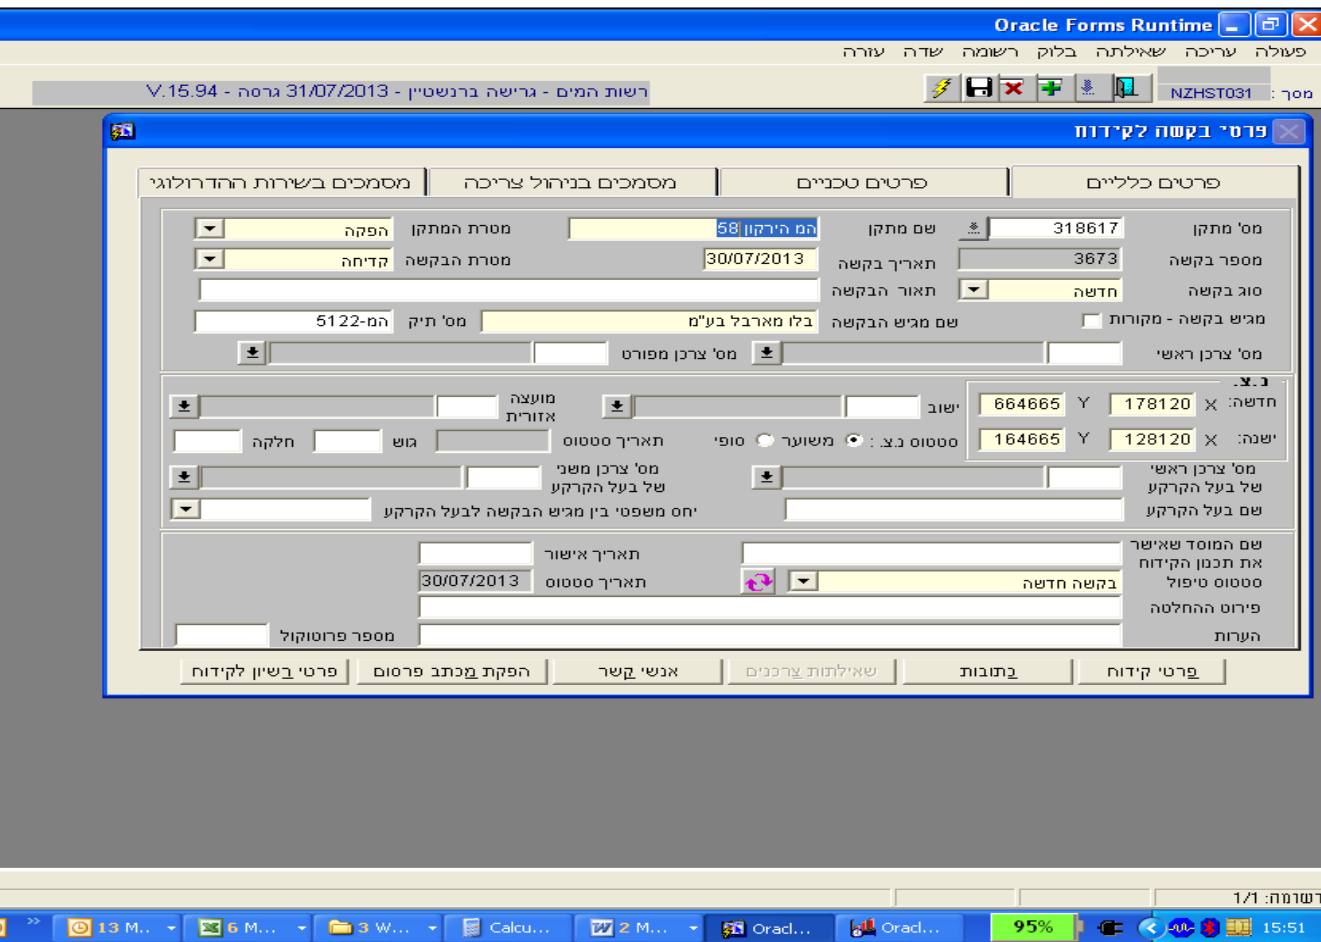 Oracle Forms Runtime
פעולה עריכה שאילתה בלוק רשומה שדה עזרה
מסך : NZHST031
רשות המים - גרישה ברנשטיין - 31/07/2013 גרסה - V.15.94
פרטי בקשה לקידוח
פרטים כלליים
פרטים טכניים
מסמכים בניהול צריכה
מסמכים בשירות ההדרולוגי
מס' מתקן 318617 שם מתקן המ הירקון 58 מטרת המתקן הפקה
מספר בקשה 3673 תאריך בקשה 30/07/2013 מטרת הבקשה קדיחה
סוג בקשה חדשה תאור הבקשה
מגיש בקשה - מקורות שם מגיש הבקשה בלו מארבל בע"מ מס' תיק המ-5122
מס' צרכן ראשי מס' צרכן מפורט
נ.צ.
חדשה: X 178120 Y 664665 ישוב מועצה אזורית
ישנה: X 128120 Y 164665 סטטוס נ.צ. : משוער סופי תאריך סטטוס גוש חלקה
מס' צרכן ראשי של בעל הקרקע מס' צרכן משני של בעל הקרקע
שם בעל הקרקע יחס משפטי בין מגיש הבקשה לבעל הקרקע
שם המוסד שאישר את תכנון הקידוח תאריך אישור
סטטוס טיפול בקשה חדשה תאריך סטטוס 30/07/2013
פירוט ההחלטה
הערות מספר פרוטוקול
פרטי קידוח
כתובות
שאילתות צרכנים
אנשי קשר
הפקת מכתב פרסום
פרטי רשיון לקידוח
רשומה: 1/1
13 M.. 6 M... 3 W... Calcu... 2 M... Oracl... Oracl... 95% 15:51